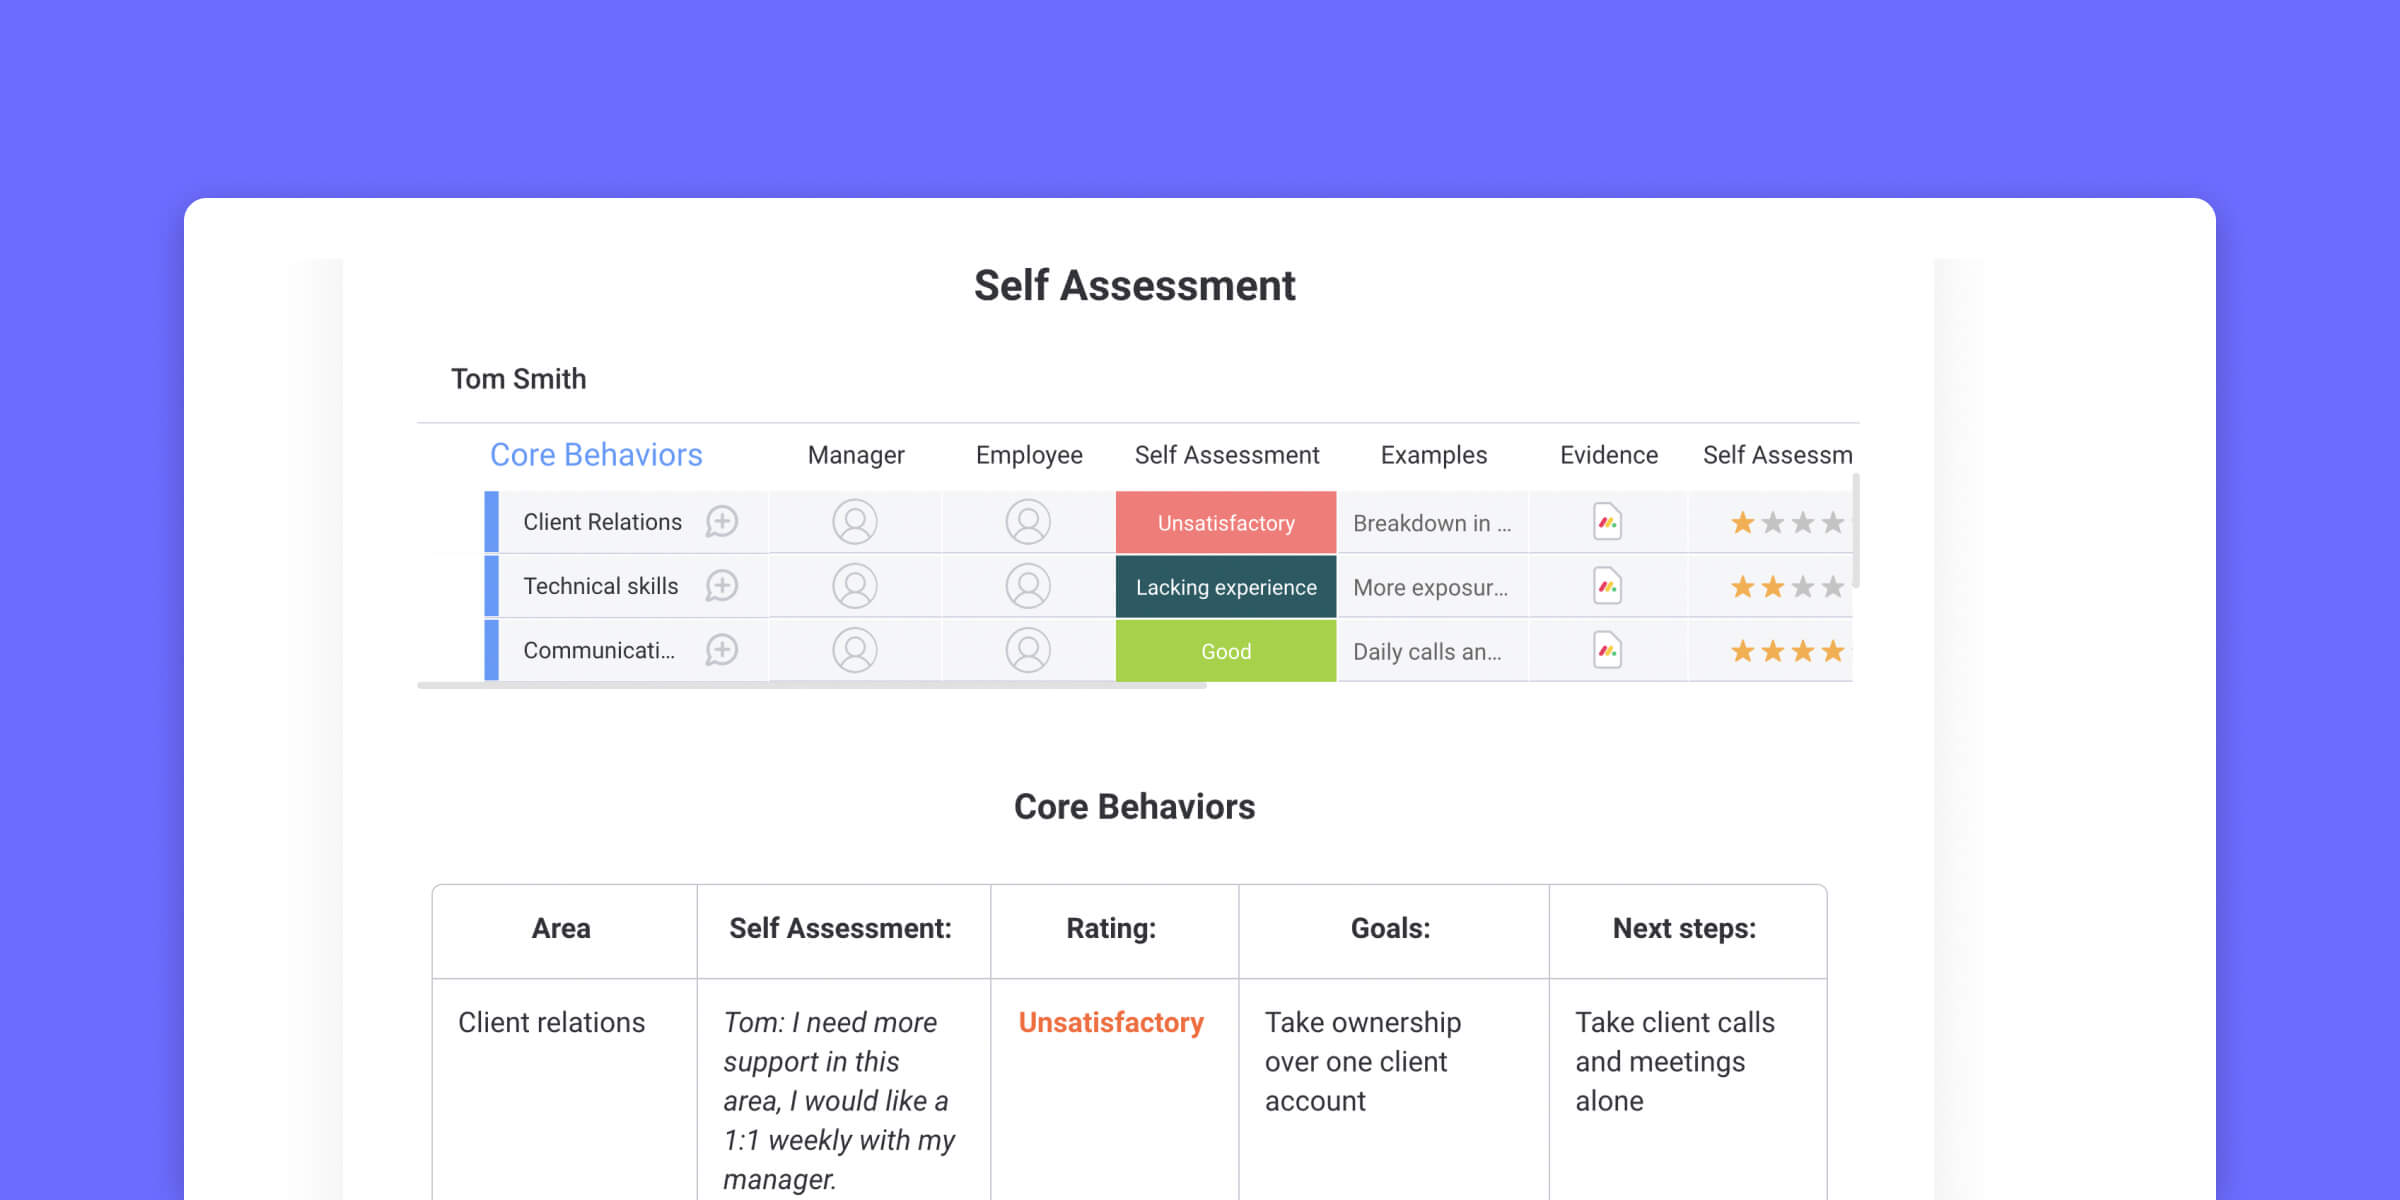 Self Assessment
Tom Smith
Core Behaviors Manager Employee Self Assessment Examples Evidence Self Assessm
Client Relations Unsatisfactory Breakdown in ...
Technical skills Lacking experience More exposur...
Communicati... Good Daily calls an...
Core Behaviors
Area Self Assessment: Rating: Goals: Next steps:
Client relations
Tom: I need more
support in this
area, I would like a
1:1 weekly with my
manager.
Unsatisfactory
Take ownership
over one client
account
Take client calls
and meetings
alone